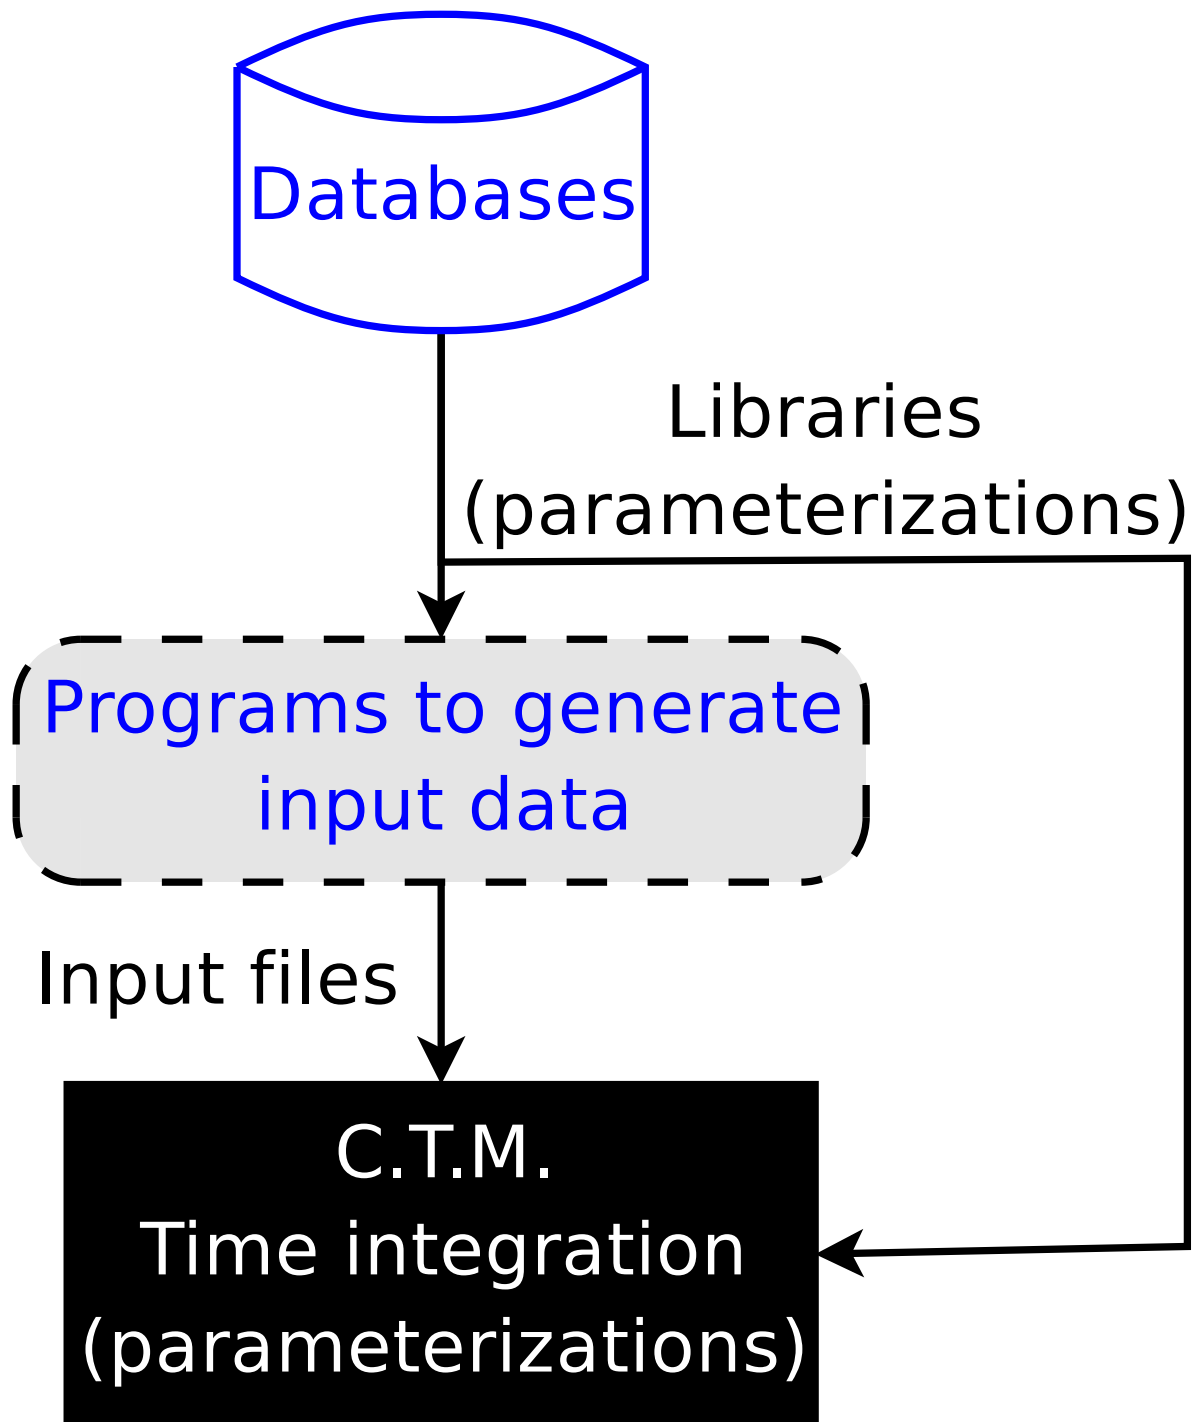 Databases
Libraries
(parameterizations)
Programs to generate
input data
Input files
C.T.M.
Time integration
(parameterizations)